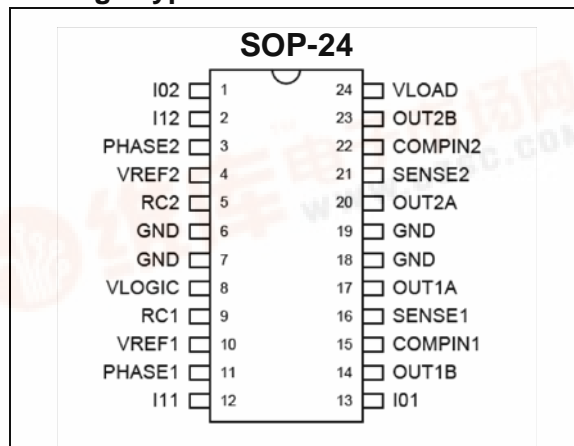 SOP-24
I02 1 24 VLOAD
I12 2 23 OUT2B
PHASE2 3 22 COMPIN2
VREF2 4 21 SENSE2
RC2 5 20 OUT2A
GND 6 19 GND
GND 7 18 GND
VLOGIC 8 17 OUT1A
RC1 9 16 SENSE1
VREF1 10 15 COMPIN1
PHASE1 11 14 OUT1B
I11 12 13 I01